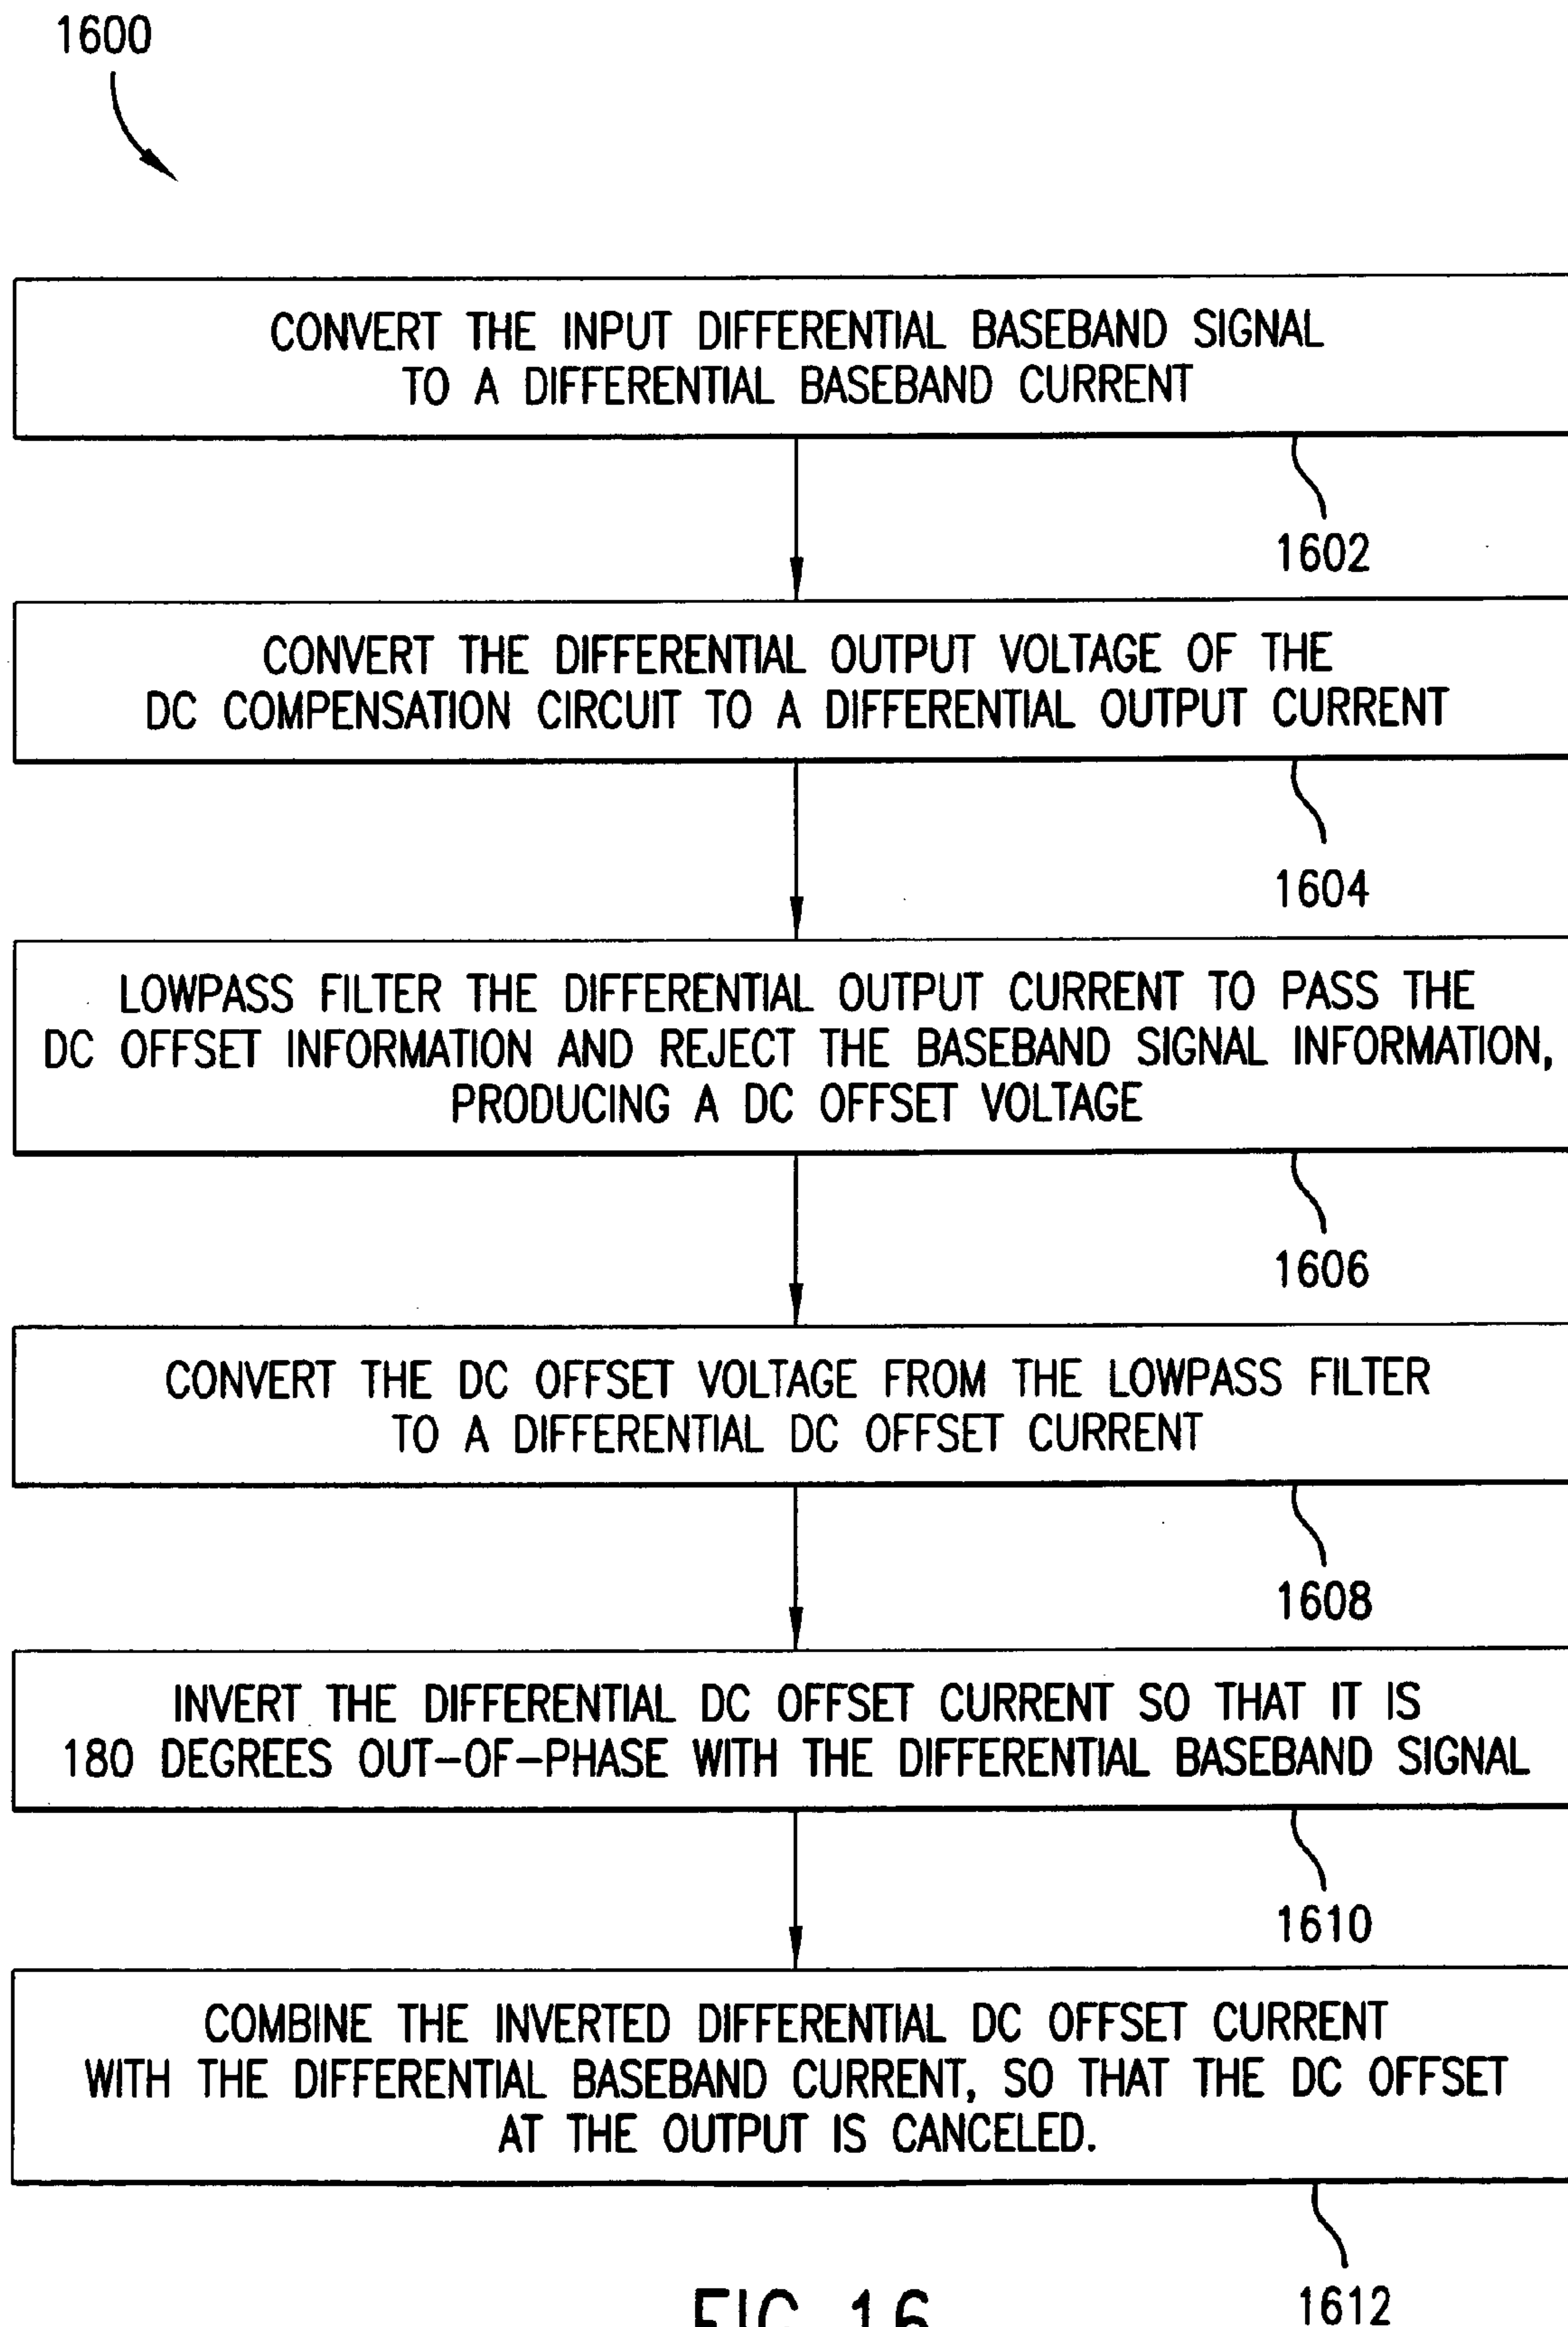 1600
CONVERT THE INPUT DIFFERENTIAL BASEBAND SIGNAL
TO A DIFFERENTIAL BASEBAND CURRENT
1602
CONVERT THE DIFFERENTIAL OUTPUT VOLTAGE OF THE
DC COMPENSATION CIRCUIT TO A DIFFERENTIAL OUTPUT CURRENT
1604
LOWPASS FILTER THE DIFFERENTIAL OUTPUT CURRENT TO PASS THE
DC OFFSET INFORMATION AND REJECT THE BASEBAND SIGNAL INFORMATION,
PRODUCING A DC OFFSET VOLTAGE
1606
CONVERT THE DC OFFSET VOLTAGE FROM THE LOWPASS FILTER
TO A DIFFERENTIAL DC OFFSET CURRENT
1608
INVERT THE DIFFERENTIAL DC OFFSET CURRENT SO THAT IT IS
180 DEGREES OUT-OF-PHASE WITH THE DIFFERENTIAL BASEBAND SIGNAL
1610
COMBINE THE INVERTED DIFFERENTIAL DC OFFSET CURRENT
WITH THE DIFFERENTIAL BASEBAND CURRENT, SO THAT THE DC OFFSET
AT THE OUTPUT IS CANCELED.
1612
FIG. 16